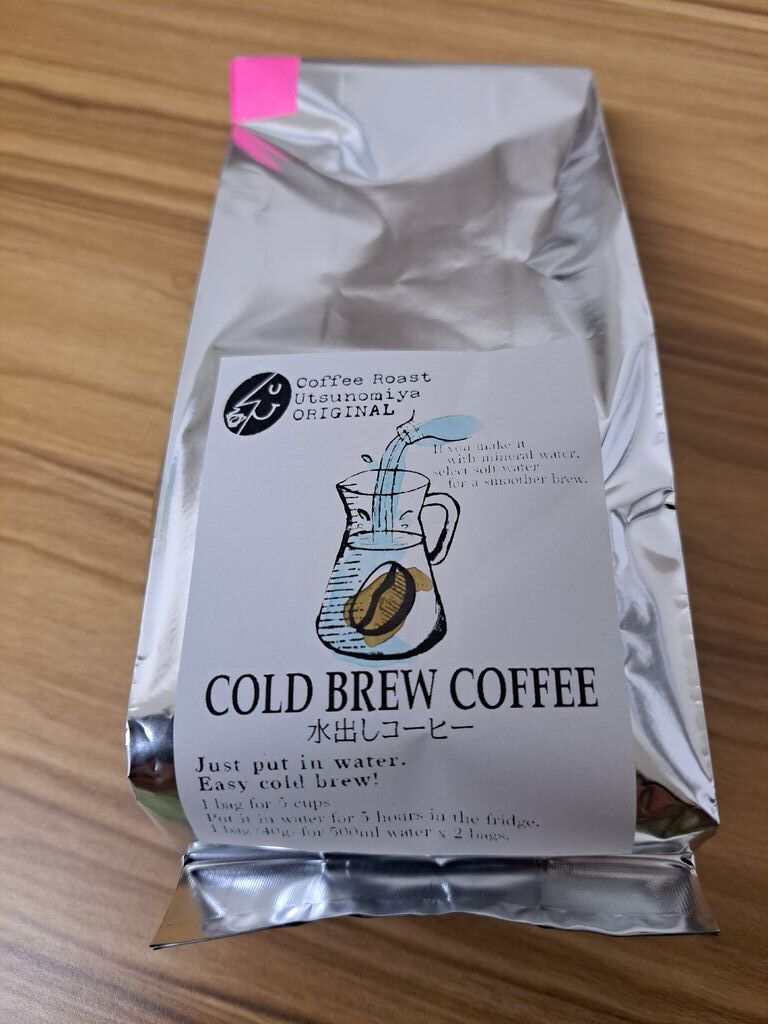 Coffee Roast
Utsunomiya
ORIGINAL
If you make it
with mineral water,
select soft water
for a smoother brew.
COLD BREW COFFEE
水出しコーヒー
Just put in water.
Easy cold brew!
1 bag for 5 cups
Put it in water for 5 hours in the fridge.
1 bag (40g) for 500ml water x 2 bags.